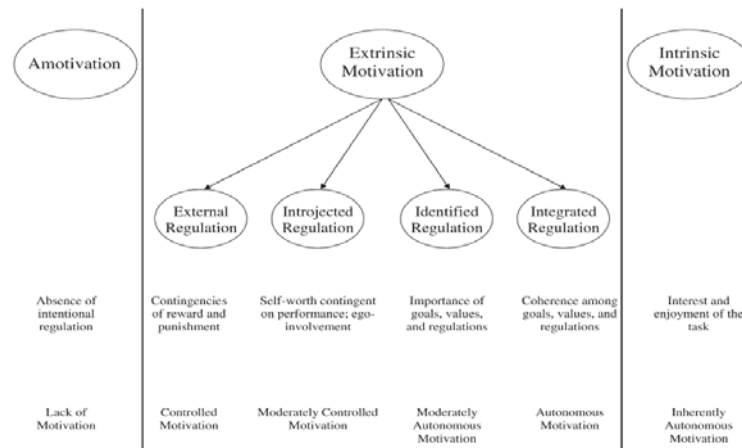 Amotivation
Extrinsic
Motivation
Intrinsic
Motivation
External
Regulation
Introjected
Regulation
Identified
Regulation
Integrated
Regulation
Absence of
intentional
regulation
Contingencies
of reward and
punishment
Self-worth contingent
on performance; ego-
involvement
Importance of
goals, values,
and regulations
Coherence among
goals, values, and
regulations
Interest and
enjoyment of the
task
Lack of
Motivation
Controlled
Motivation
Moderately Controlled
Motivation
Moderately
Autonomous
Motivation
Autonomous
Motivation
Inherently
Autonomous
Motivation